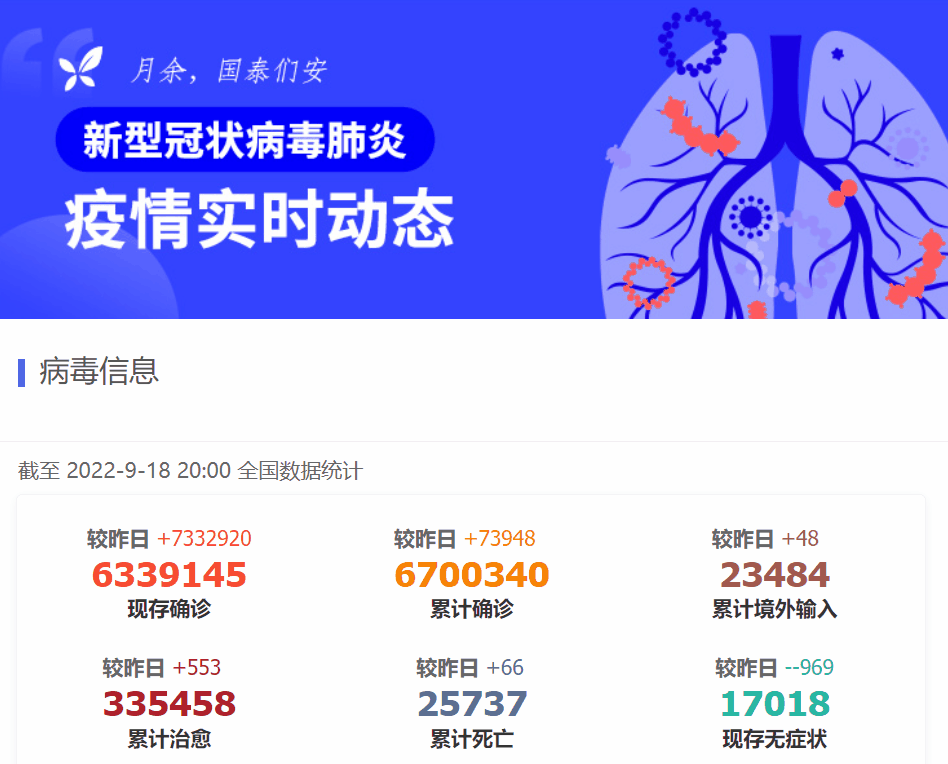 月余，国泰们安
新型冠状病毒肺炎
疫情实时动态
病毒信息
截至 2022-9-18 20:00 全国数据统计
较昨日 +7332920
6339145
现存确诊
较昨日 +73948
6700340
累计确诊
较昨日 +48
23484
累计境外输入
较昨日 +553
335458
累计治愈
较昨日 +66
25737
累计死亡
较昨日 --969
17018
现存无症状